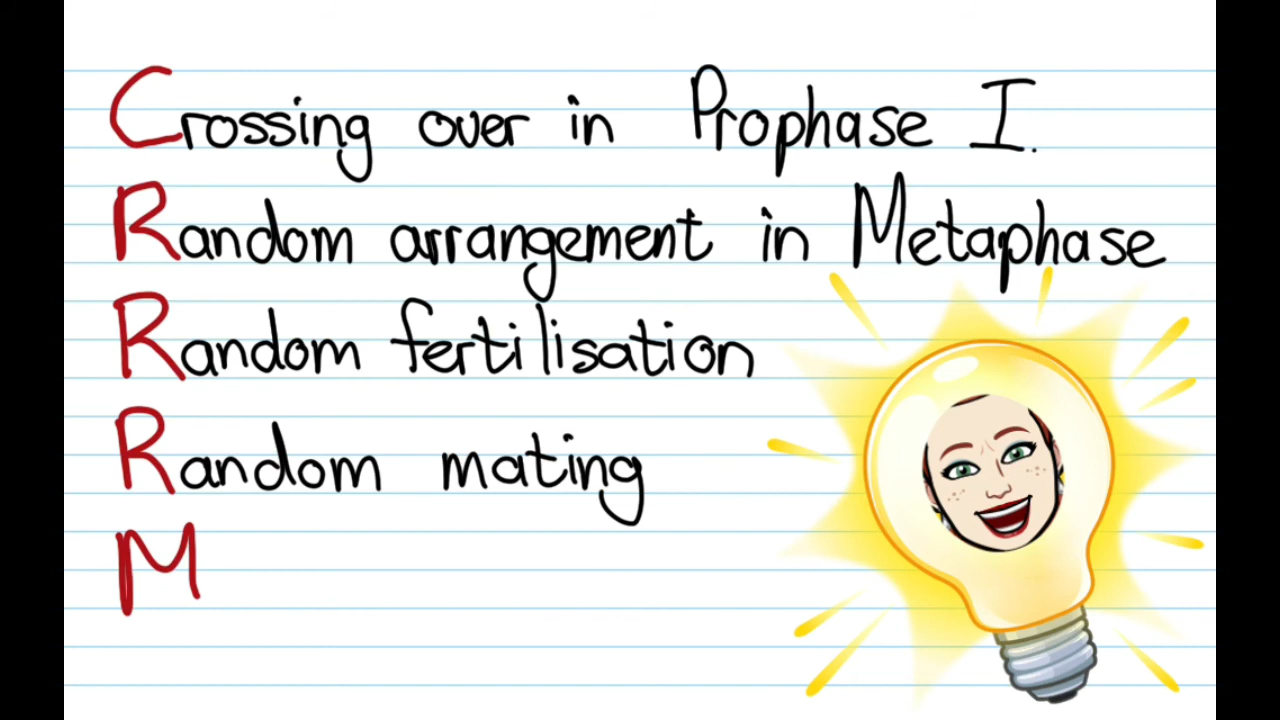 Crossing over in Prophase I.
Random arrangement in Metaphase
Random fertilisation
Random mating
M